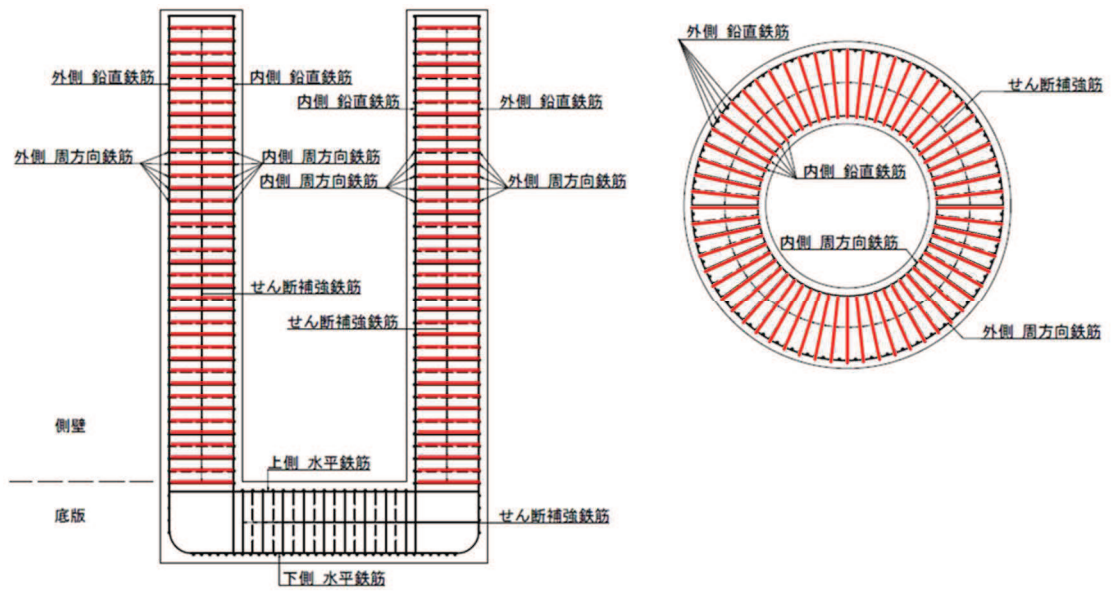 外側 鉛直鉄筋
内側 鉛直鉄筋
内側 鉛直鉄筋
外側 鉛直鉄筋
外側 周方向鉄筋
内側 周方向鉄筋
内側 周方向鉄筋
外側 周方向鉄筋
せん断補強鉄筋
せん断補強鉄筋
側壁
上側 水平鉄筋
底版
せん断補強鉄筋
下側 水平鉄筋
外側 鉛直鉄筋
せん断補強筋
内側 鉛直鉄筋
内側 周方向鉄筋
外側 周方向鉄筋